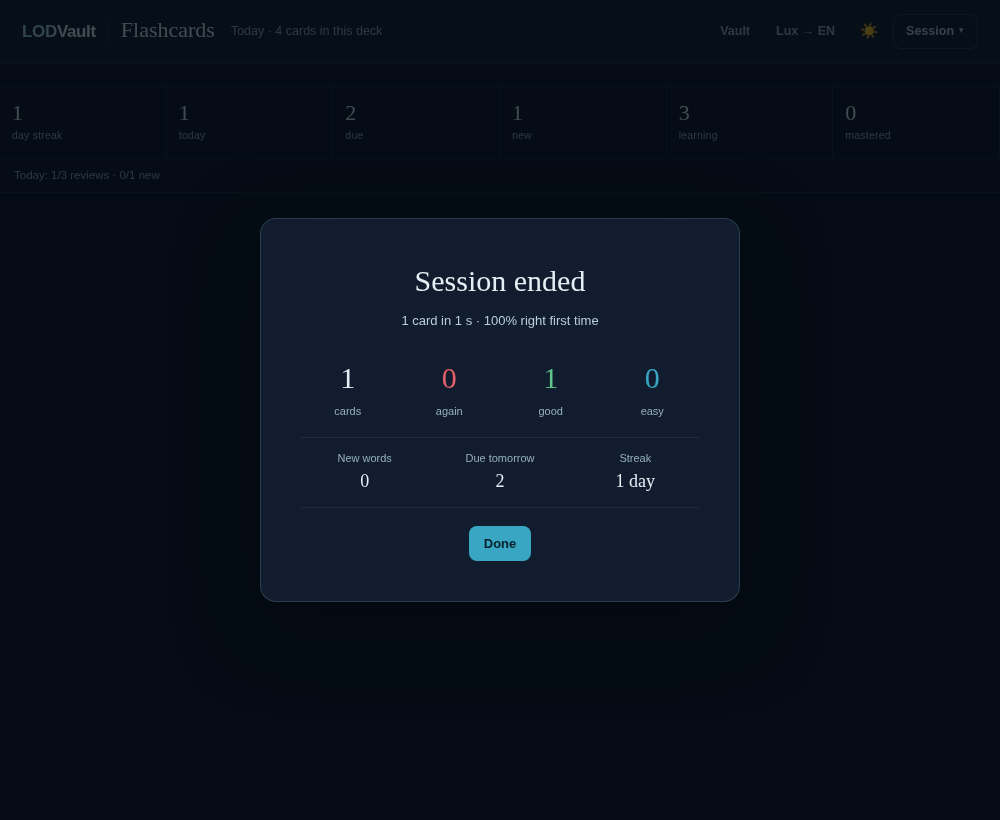 LODVault Flashcards Today · 4 cards in this deck Vault Lux → EN Session ▾
1 1 2 1 3 0
day streak today due new learning mastered
Today: 1/3 reviews · 0/1 new
Session ended
1 card in 1 s · 100% right first time
1 0 1 0
cards again good easy
New words Due tomorrow Streak
0 2 1 day
Done